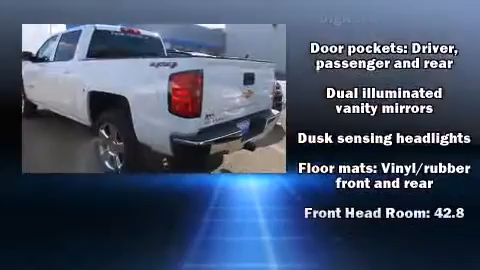 Door pockets: Driver,
passenger and rear
Dual illuminated
vanity mirrors
Dusk sensing headlights
Floor mats: Vinyl/rubber
front and rear
Front Head Room: 42.8